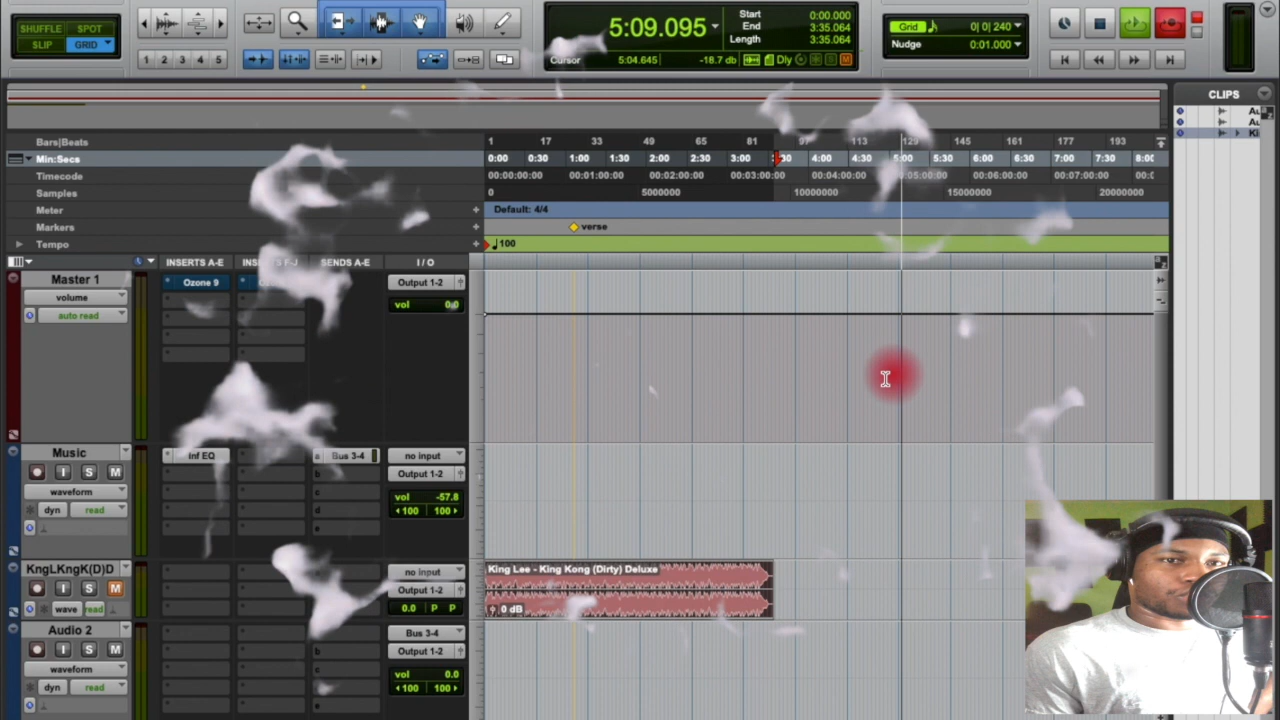 SHUFFLE SPOT
SLIP GRID
1 2 3 4 5
5:09.095
Start 0:00.000
End 3:35.064
Length 3:35.064
Cursor 5:04.645 -18.7 db Dly
Grid 0| 0| 240
Nudge 0:01.000
CLIPS
Bars|Beats 1 17 33 49 65 81 97 113 129 145 161 177 193
Min:Secs 0:00 0:30 1:00 1:30 2:00 2:30 3:00 3:30 4:00 4:30 5:00 5:30 6:00 6:30 7:00 7:30 8:00
Timecode 00:00:00:00 00:01:00:00 00:02:00:00 00:03:00:00 00:04:00:00 00:05:00:00 00:06:00:00 00:07:00:00
Samples 0 5000000 10000000 15000000 20000000
Meter Default: 4/4
Markers verse
Tempo 100
INSERTS A-E INSERTS F-J SENDS A-E I / O
Master 1 Ozone 9 Output 1-2
volume vol 0.0
auto read
Music Inf EQ a Bus 3-4 no input
I S M b Output 1-2
waveform c vol -57.8
dyn read d 100 100
e
KngLKngK(D)D no input King Lee - King Kong (Dirty) Deluxe
I S M Output 1-2
wave read 0.0 P P 0 dB
Audio 2 Bus 3-4
I S M b Output 1-2
waveform c vol 0.0
dyn read d 100 100
e